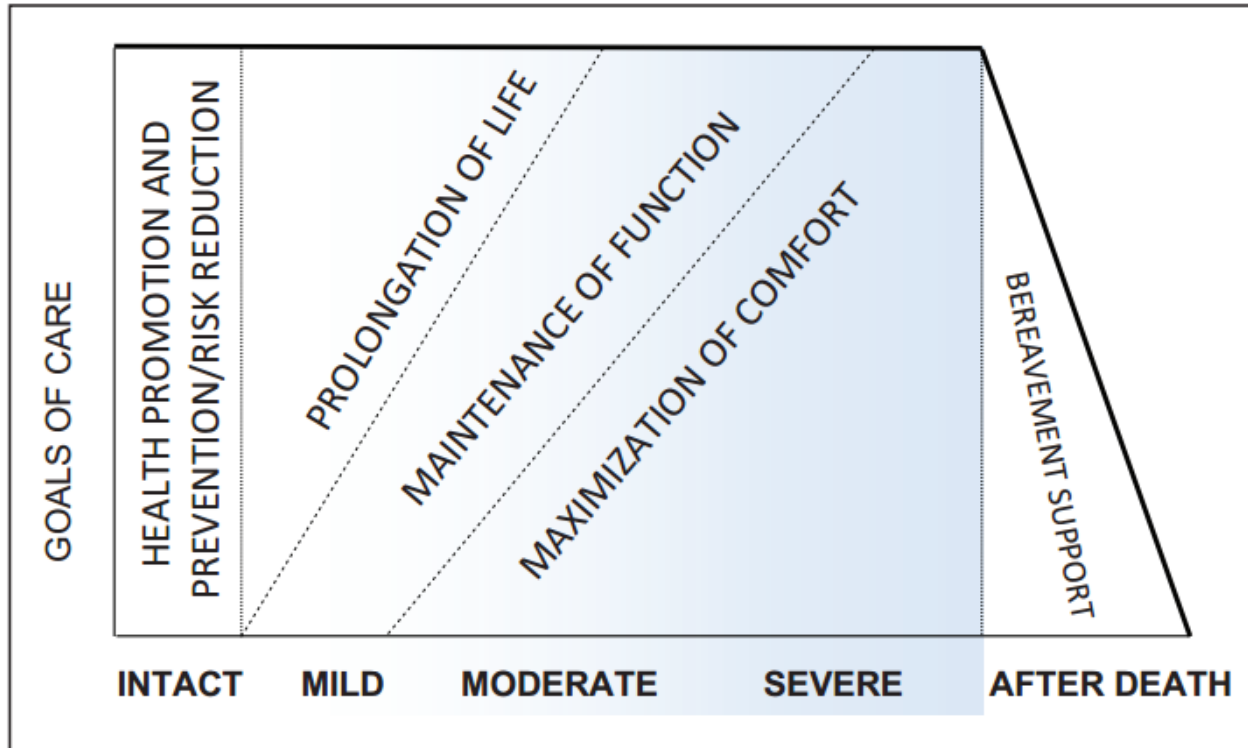 GOALS OF CARE
HEALTH PROMOTION AND
PREVENTION/RISK REDUCTION
PROLONGATION OF LIFE
MAINTENANCE OF FUNCTION
MAXIMIZATION OF COMFORT
BEREAVEMENT SUPPORT
INTACT MILD MODERATE SEVERE AFTER DEATH